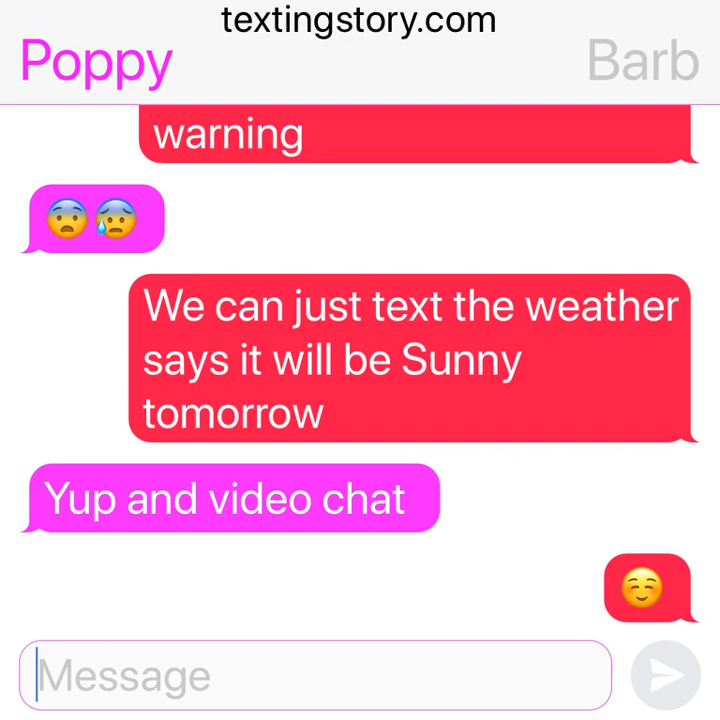 textingstory.com
Poppy Barb
warning
😨😰
We can just text the weather
says it will be Sunny
tomorrow
Yup and video chat
☺️
Message